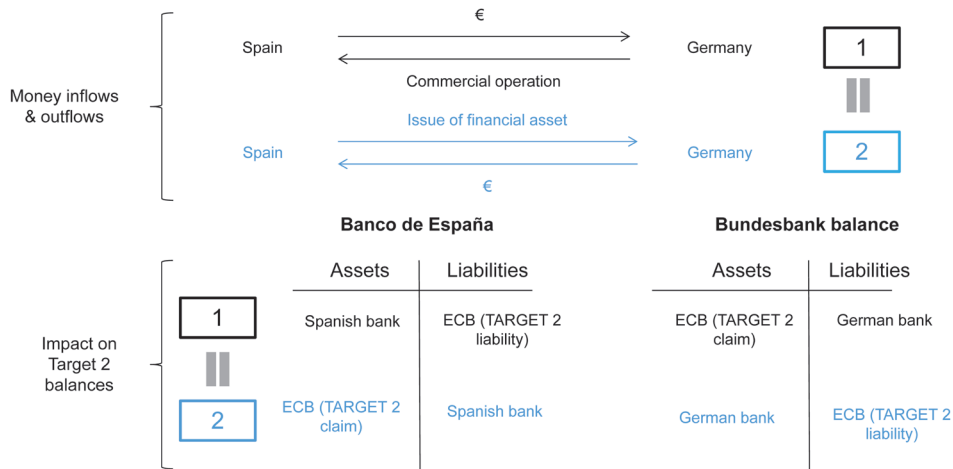 €
Spain
Germany
1
Commercial operation
Money inflows
& outflows
Issue of financial asset
Spain
Germany
2
€
Banco de España
Bundesbank balance
Assets
Liabilities
Assets
Liabilities
1
Spanish bank
ECB (TARGET 2
liability)
ECB (TARGET 2
claim)
German bank
Impact on
Target 2
balances
2
ECB (TARGET 2
claim)
Spanish bank
German bank
ECB (TARGET 2
liability)